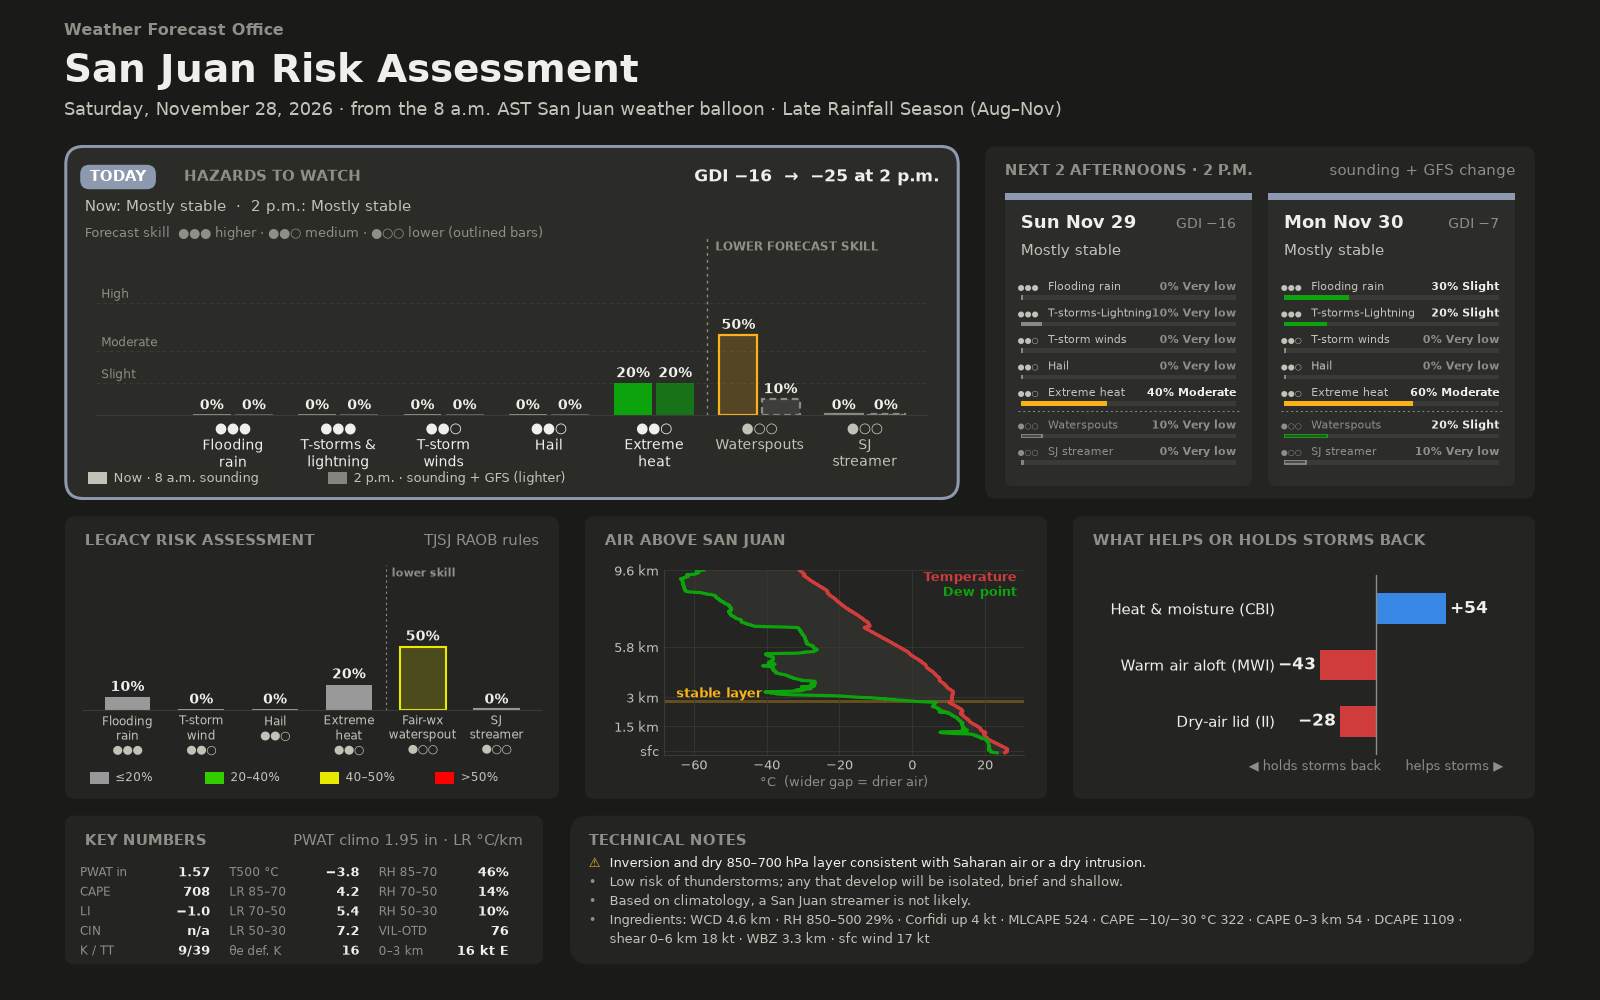 Weather Forecast Office
San Juan Risk Assessment
Saturday, November 28, 2026 · from the 8 a.m. AST San Juan weather balloon · Late Rainfall Season (Aug–Nov)
TODAY HAZARDS TO WATCH GDI −16 → −25 at 2 p.m.
Now: Mostly stable · 2 p.m.: Mostly stable
Forecast skill ●●● higher · ●●○ medium · ●○○ lower (outlined bars)
LOWER FORECAST SKILL
High
Moderate
Slight
0% 0% 0% 0% 0% 0% 0% 0% 20% 20% 50% 10% 0% 0%
●●● ●●● ●●○ ●●○ ●●○ ●○○ ●○○
Flooding T-storms & T-storm Hail Extreme Waterspouts SJ
rain lightning winds heat streamer
Now · 8 a.m. sounding 2 p.m. · sounding + GFS (lighter)
NEXT 2 AFTERNOONS · 2 P.M. sounding + GFS change
Sun Nov 29 GDI −16
Mostly stable
●●● Flooding rain 0% Very low
●●● T-storms-Lightning 10% Very low
●●○ T-storm winds 0% Very low
●●○ Hail 0% Very low
●●○ Extreme heat 40% Moderate
●○○ Waterspouts 10% Very low
●○○ SJ streamer 0% Very low
Mon Nov 30 GDI −7
Mostly stable
●●● Flooding rain 30% Slight
●●● T-storms-Lightning 20% Slight
●●○ T-storm winds 0% Very low
●●○ Hail 0% Very low
●●○ Extreme heat 60% Moderate
●○○ Waterspouts 20% Slight
●○○ SJ streamer 10% Very low
LEGACY RISK ASSESSMENT TJSJ RAOB rules
lower skill
10% 0% 0% 20% 50% 0%
Flooding T-storm Hail Extreme Fair-wx SJ
rain wind heat waterspout streamer
●●● ●●○ ●●○ ●●○ ●○○ ●○○
≤20% 20–40% 40–50% >50%
AIR ABOVE SAN JUAN
9.6 km
5.8 km
3 km
1.5 km
sfc
Temperature
Dew point
stable layer
−60 −40 −20 0 20
°C (wider gap = drier air)
WHAT HELPS OR HOLDS STORMS BACK
Heat & moisture (CBI) +54
Warm air aloft (MWI) −43
Dry-air lid (II) −28
◀ holds storms back helps storms ▶
KEY NUMBERS PWAT climo 1.95 in · LR °C/km
PWAT in 1.57 T500 °C −3.8 RH 85–70 46%
CAPE 708 LR 85–70 4.2 RH 70–50 14%
LI −1.0 LR 70–50 5.4 RH 50–30 10%
CIN n/a LR 50–30 7.2 VIL-OTD 76
K / TT 9/39 θe def. K 16 0–3 km 16 kt E
TECHNICAL NOTES
⚠ Inversion and dry 850–700 hPa layer consistent with Saharan air or a dry intrusion.
• Low risk of thunderstorms; any that develop will be isolated, brief and shallow.
• Based on climatology, a San Juan streamer is not likely.
• Ingredients: WCD 4.6 km · RH 850–500 29% · Corfidi up 4 kt · MLCAPE 524 · CAPE −10/−30 °C 322 · CAPE 0–3 km 54 · DCAPE 1109 ·
shear 0–6 km 18 kt · WBZ 3.3 km · sfc wind 17 kt